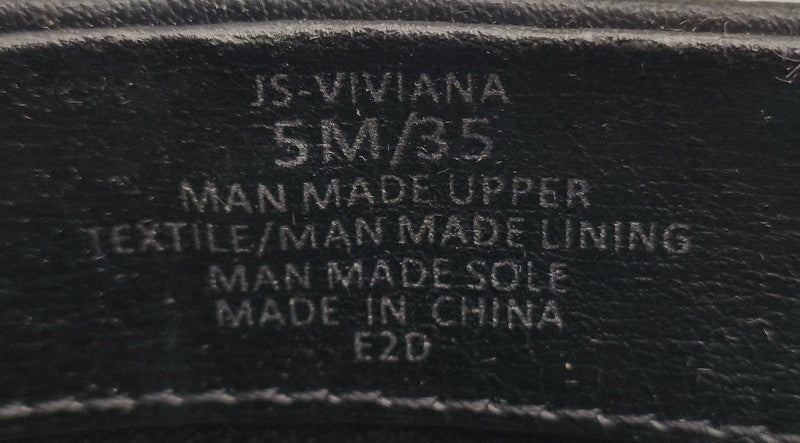 JS-VIVIANA
5M/35
MAN MADE UPPER
TEXTILE/MAN MADE LINING
MAN MADE SOLE
MADE IN CHINA
E2D